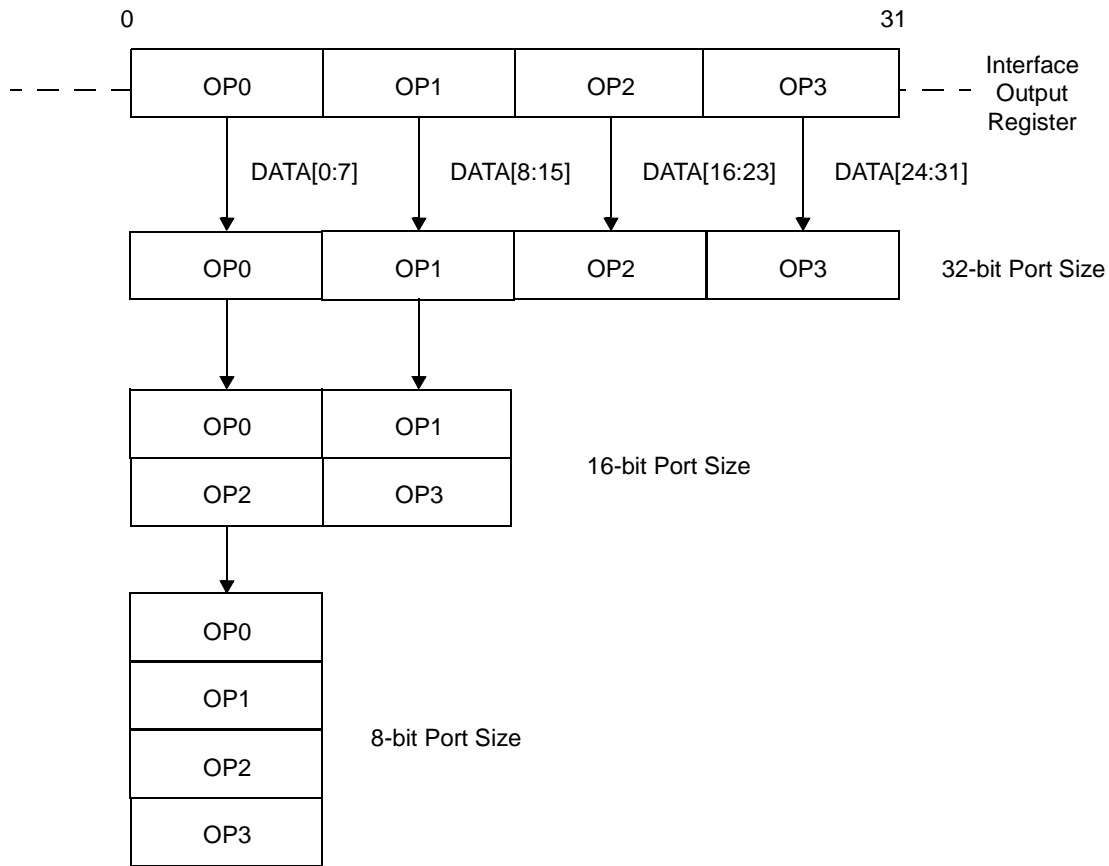 0 31
OP0 OP1 OP2 OP3
Interface
Output
Register
DATA[0:7] DATA[8:15] DATA[16:23] DATA[24:31]
OP0 OP1 OP2 OP3 32-bit Port Size
OP0 OP1
16-bit Port Size
OP2 OP3
OP0
OP1
8-bit Port Size
OP2
OP3